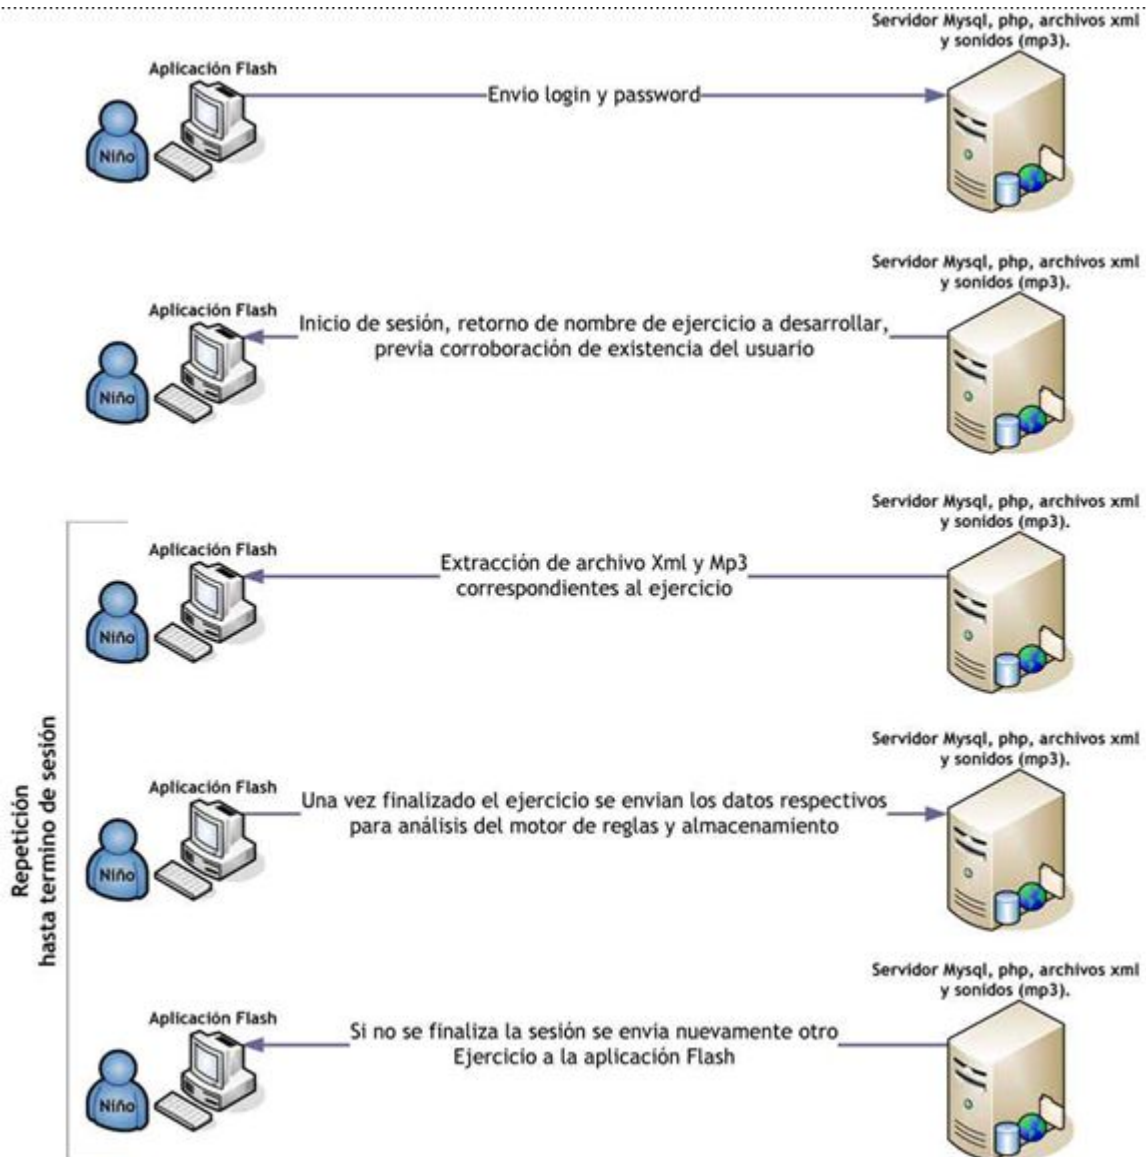 Servidor Mysql, php, archivos xml
y sonidos (mp3).
Aplicación Flash
Envio login y password
Niño
Servidor Mysql, php, archivos xml
y sonidos (mp3).
Aplicación Flash
Inicio de sesión, retorno de nombre de ejercicio a desarrollar,
previa corroboración de existencia del usuario
Niño
Servidor Mysql, php, archivos xml
y sonidos (mp3).
Aplicación Flash
Extracción de archivo Xml y Mp3
correspondientes al ejercicio
Niño
Repetición
hasta termino de sesión
Servidor Mysql, php, archivos xml
y sonidos (mp3).
Aplicación Flash
Una vez finalizado el ejercicio se envian los datos respectivos
para análisis del motor de reglas y almacenamiento
Niño
Servidor Mysql, php, archivos xml
y sonidos (mp3).
Aplicación Flash
Si no se finaliza la sesión se envia nuevamente otro
Ejercicio a la aplicación Flash
Niño